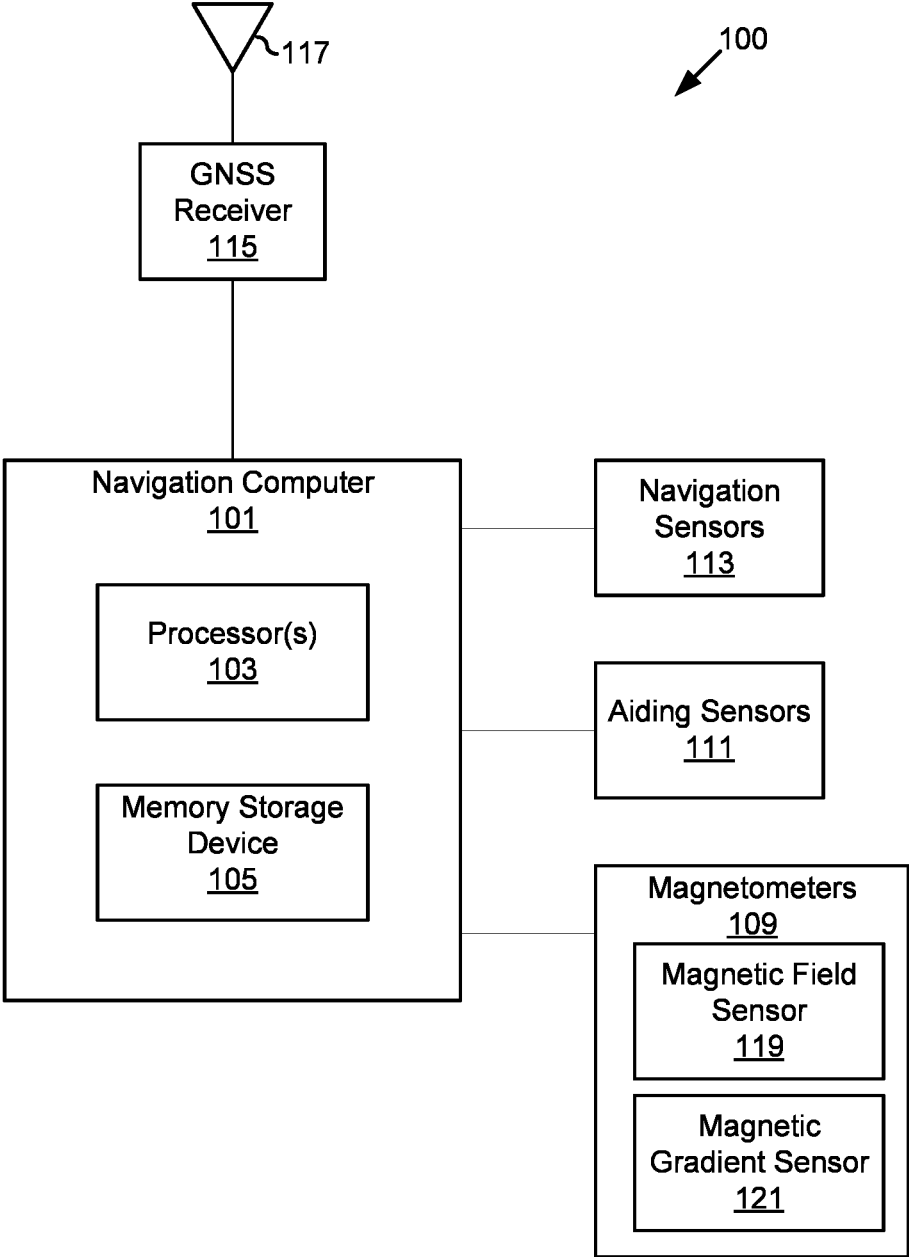 117
100
GNSS
Receiver
115
Navigation Computer
101
Processor(s)
103
Memory Storage
Device
105
Navigation
Sensors
113
Aiding Sensors
111
Magnetometers
109
Magnetic Field
Sensor
119
Magnetic
Gradient Sensor
121